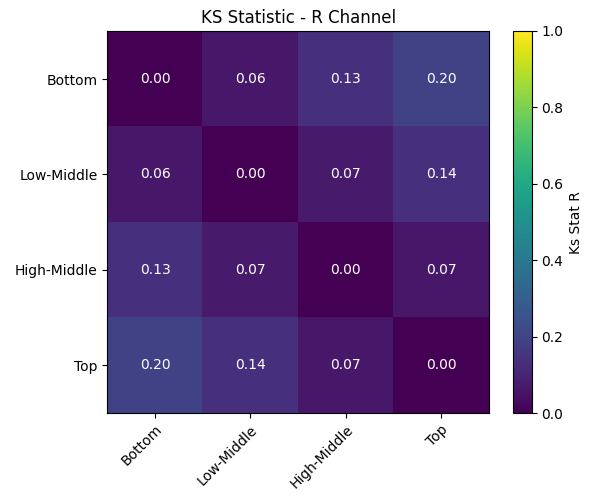 KS Statistic - R Channel
Bottom 0.00 0.06 0.13 0.20
Low-Middle 0.06 0.00 0.07 0.14
High-Middle 0.13 0.07 0.00 0.07
Top 0.20 0.14 0.07 0.00
Bottom Low-Middle High-Middle Top
1.0
0.8
0.6
0.4
0.2
0.0
Ks Stat R